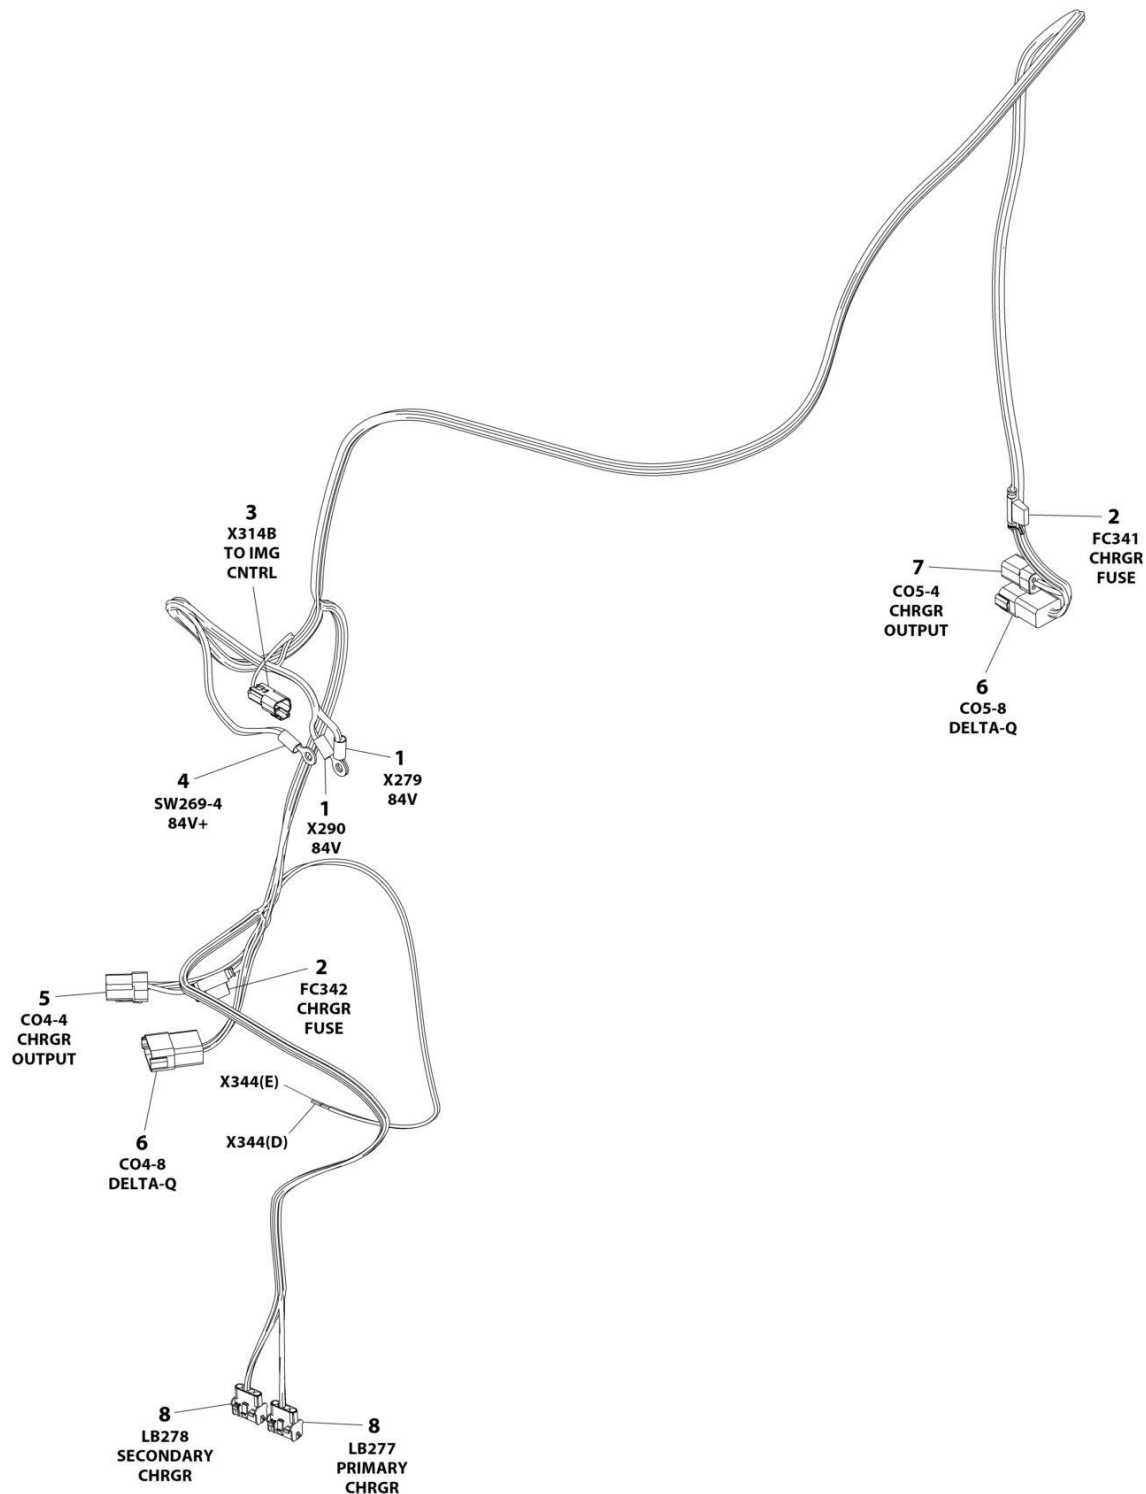 3
X314B
TO IMG
CNTRL
2
FC341
CHRGR
FUSE
7
CO5-4
CHRGR
OUTPUT
6
CO5-8
DELTA-Q
4
SW269-4
84V+
1
X279
84V
1
X290
84V
5
CO4-4
CHRGR
OUTPUT
2
FC342
CHRGR
FUSE
X344(E)
X344(D)
6
CO4-8
DELTA-Q
8
LB278
SECONDARY
CHRGR
8
LB277
PRIMARY
CHRGR